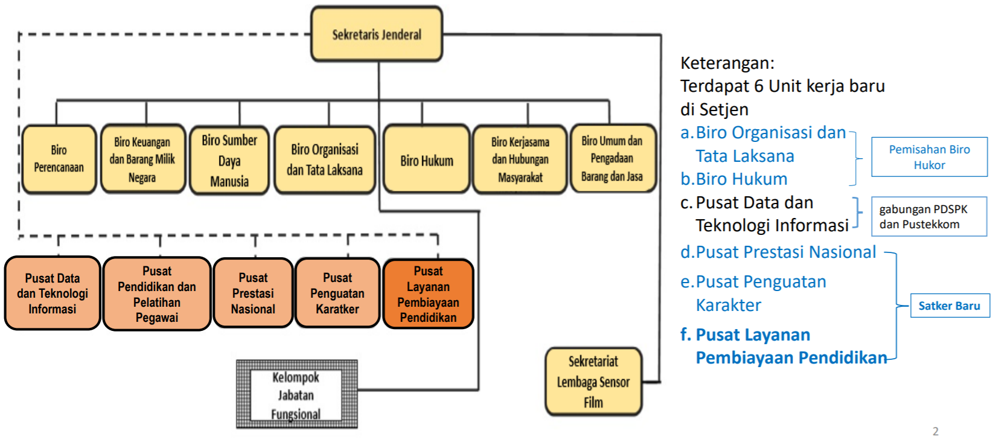 Sekretaris Jenderal
Biro
Perencanaan
Biro Keuangan
dan Barang Milik
Negara
Biro Sumber
Daya
Manusia
Biro Organisasi
dan Tata Laksana
Biro Hukum
Biro Kerjasama
dan Hubungan
Masyarakat
Biro Umum dan
Pengadaan
Barang dan Jasa
Pusat Data
dan Teknologi
Informasi
Pusat
Pendidikan dan
Pelatihan
Pegawai
Pusat
Prestasi
Nasional
Pusat
Penguatan
Karatker
Pusat
Layanan
Pembiayaan
Pendidikan
Kelompok
Jabatan
Fungsional
Sekretariat
Lembaga Sensor
Film
Keterangan:
Terdapat 6 Unit kerja baru
di Setjen
a. Biro Organisasi dan
Tata Laksana
b. Biro Hukum
Pemisahan Biro
Hukor
c. Pusat Data dan
Teknologi Informasi
gabungan PDSPK
dan Pustekkom
d. Pusat Prestasi Nasional
e. Pusat Penguatan
Karakter
f. Pusat Layanan
Pembiayaan Pendidikan
Satker Baru
2